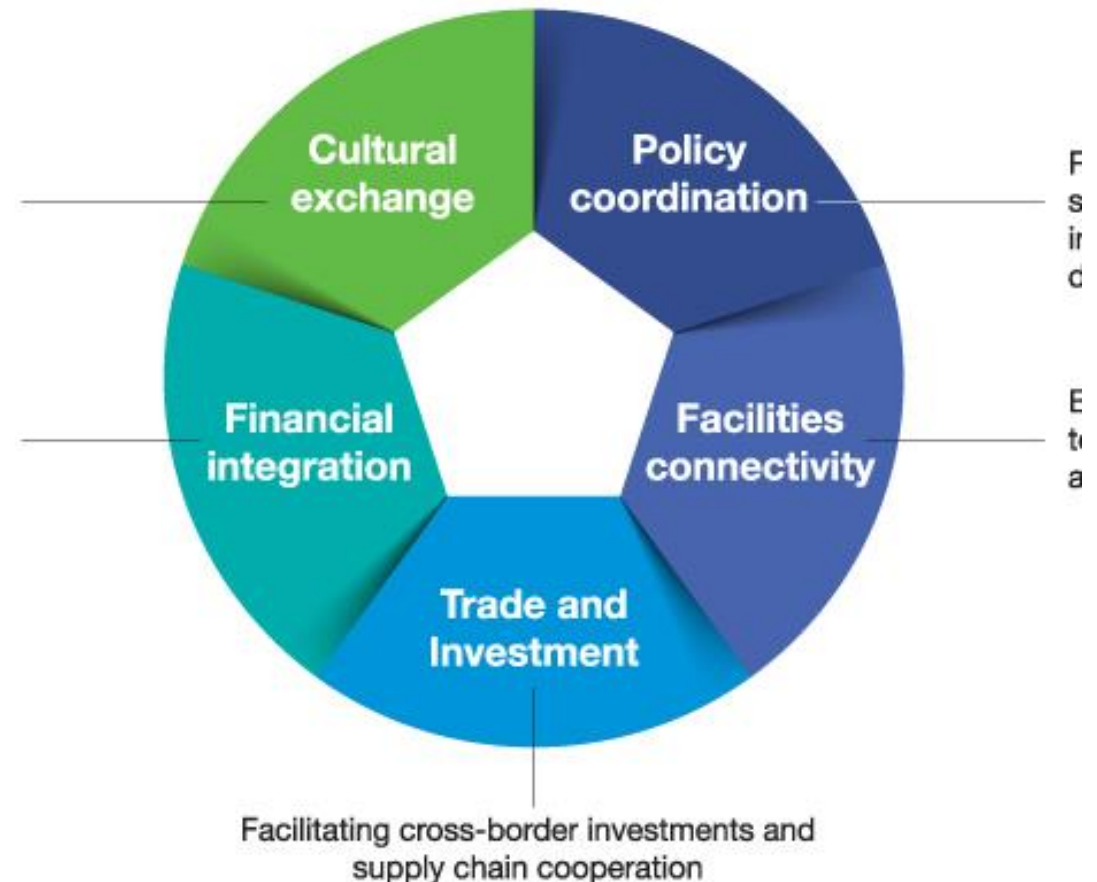 Cultural
exchange
Policy
coordination
Financial
integration
Facilities
connectivity
Trade and
Investment
Facilitating cross-border investments and
supply chain cooperation